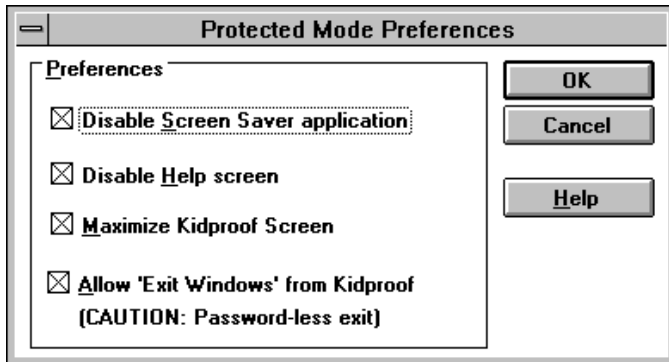 Protected Mode Preferences
Preferences
Disable Screen Saver application
Disable Help screen
Maximize Kidproof Screen
Allow 'Exit Windows' from Kidproof
(CAUTION: Password-less exit)
OK
Cancel
Help